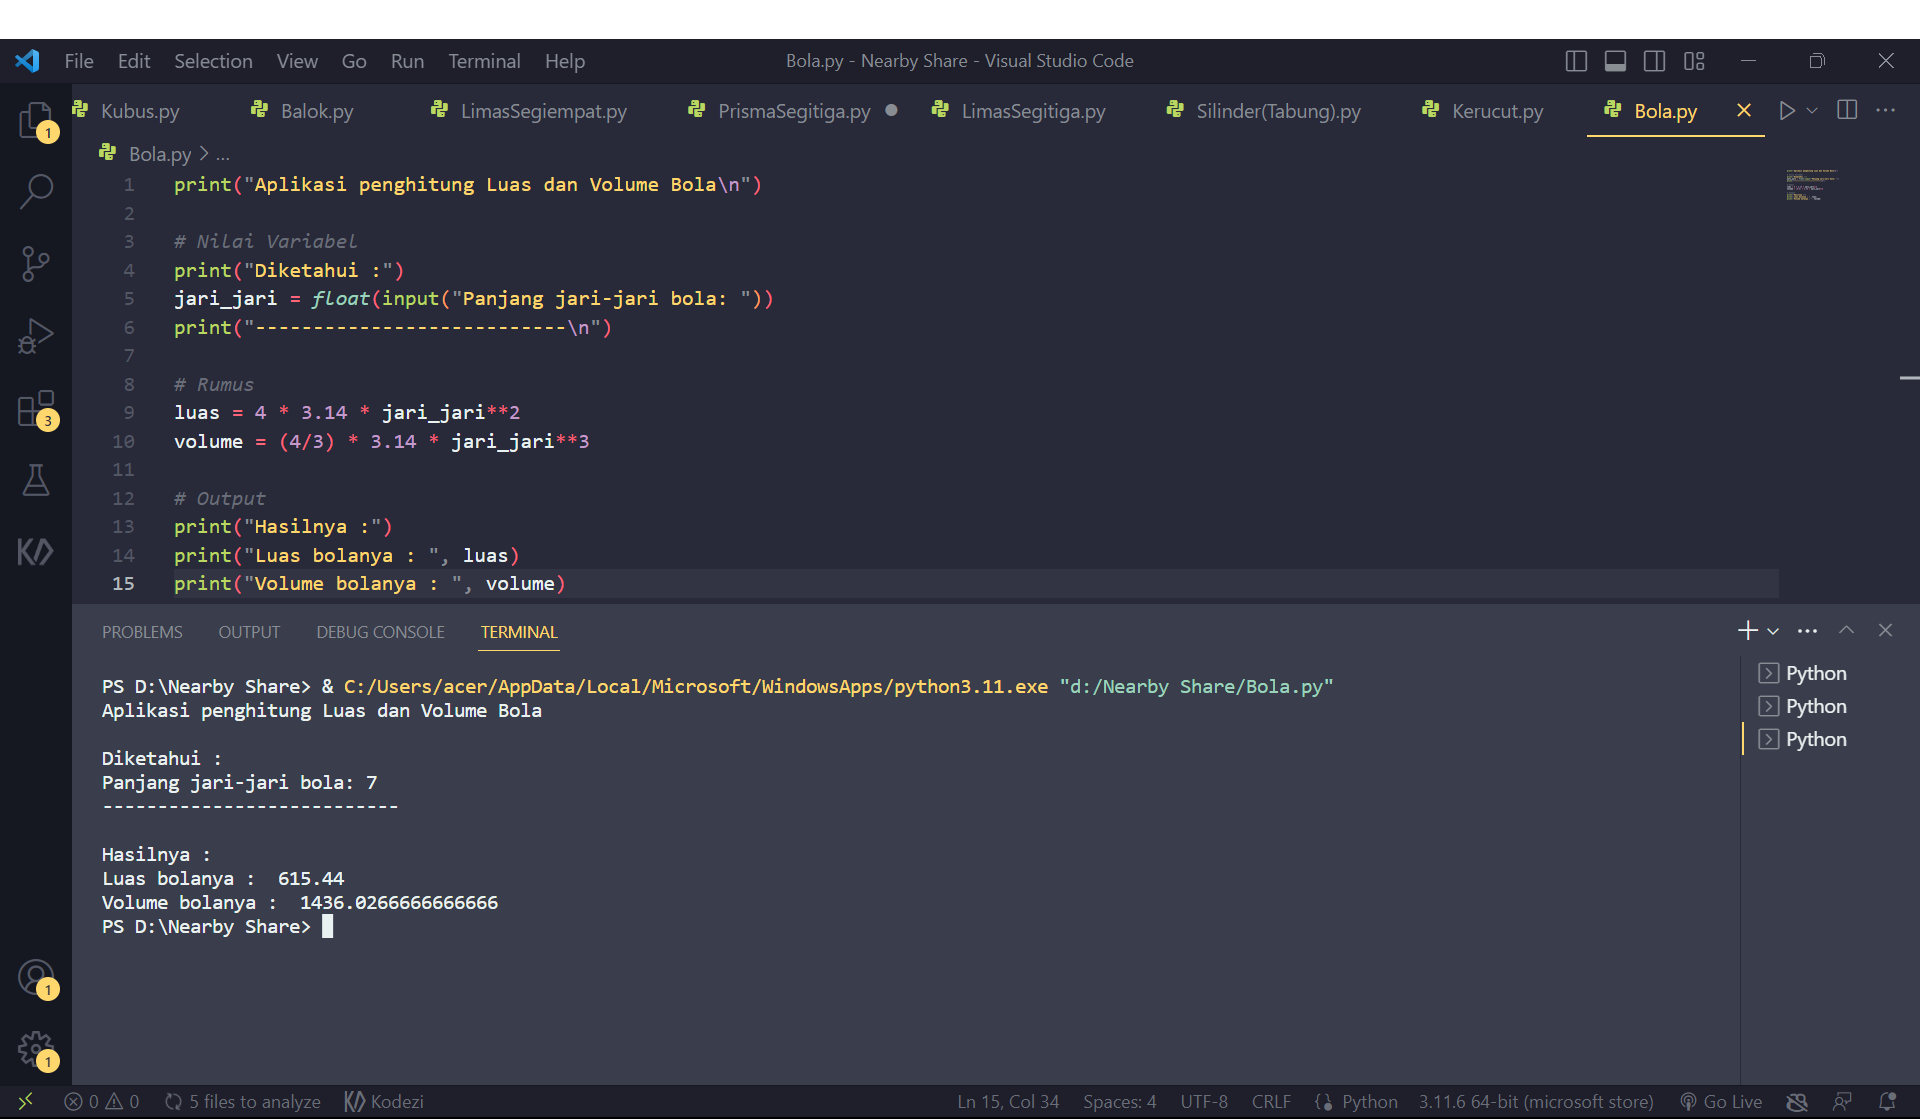 File Edit Selection View Go Run Terminal Help Bola.py - Nearby Share - Visual Studio Code
Kubus.py Balok.py LimasSegiempat.py PrismaSegitiga.py LimasSegitiga.py Silinder(Tabung).py Kerucut.py Bola.py
1
Bola.py > ...
1 print("Aplikasi penghitung Luas dan Volume Bola\n")
2
3 # Nilai Variabel
4 print("Diketahui :")
5 jari_jari = float(input("Panjang jari-jari bola: "))
6 print("---------------------------\n")
7
8 # Rumus
9 luas = 4 * 3.14 * jari_jari**2
10 volume = (4/3) * 3.14 * jari_jari**3
11
12 # Output
13 print("Hasilnya :")
14 print("Luas bolanya : ", luas)
15 print("Volume bolanya : ", volume)
3
PROBLEMS OUTPUT DEBUG CONSOLE TERMINAL
PS D:\Nearby Share> & C:/Users/acer/AppData/Local/Microsoft/WindowsApps/python3.11.exe "d:/Nearby Share/Bola.py"
Aplikasi penghitung Luas dan Volume Bola
Diketahui :
Panjang jari-jari bola: 7
---------------------------
Hasilnya :
Luas bolanya :  615.44
Volume bolanya :  1436.0266666666666
PS D:\Nearby Share>
Python
Python
Python
1
1
0 0 5 files to analyze Kodezi Ln 15, Col 34 Spaces: 4 UTF-8 CRLF Python 3.11.6 64-bit (microsoft store) Go Live